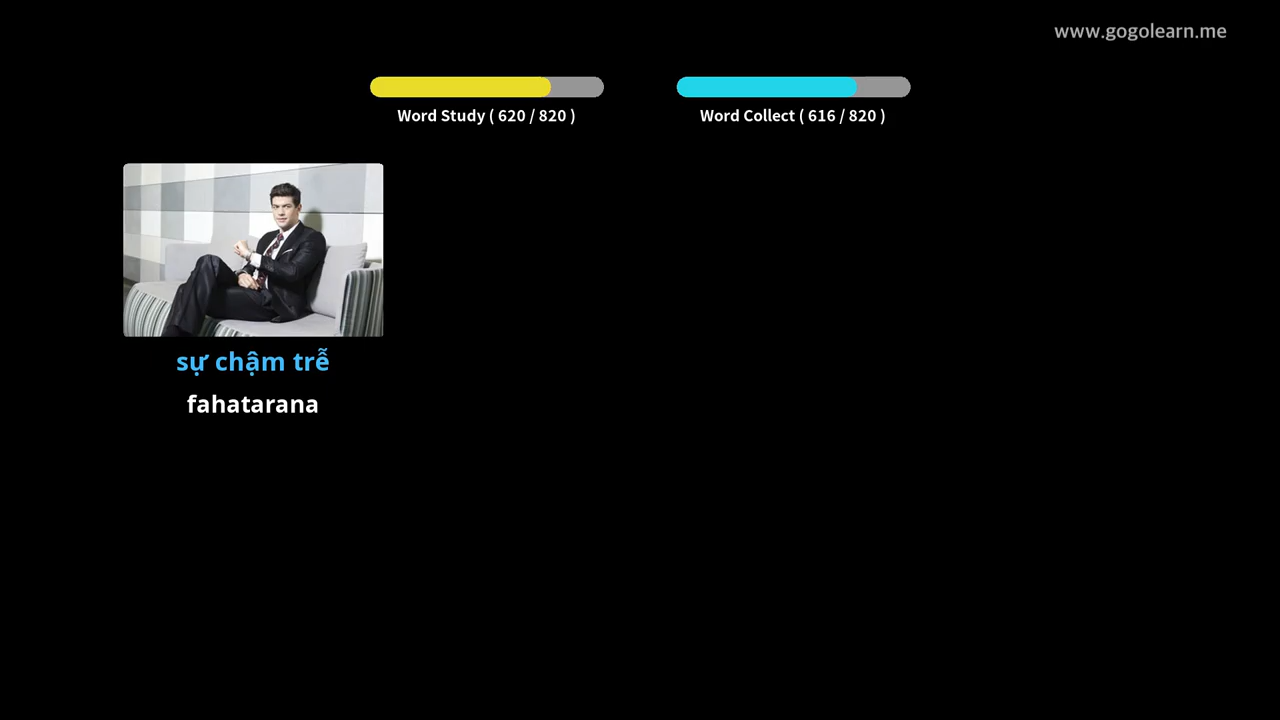 www.gogolearn.me
Word Study ( 620 / 820 )
Word Collect ( 616 / 820 )
sự chậm trễ
fahatarana